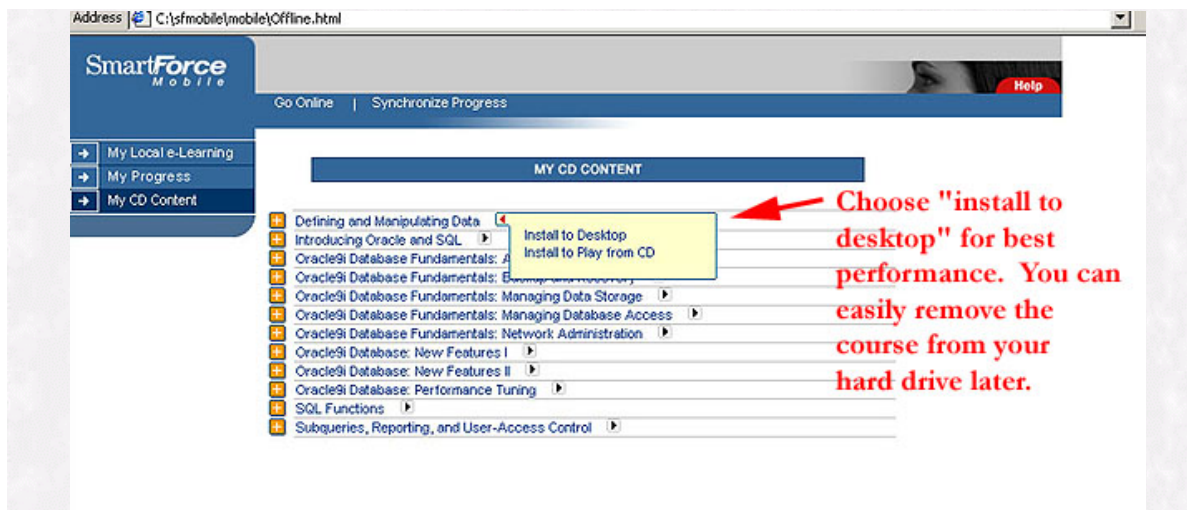 Address C:\sfmobile\mobile\Offline.html
SmartForce
Mobile
Help
Go Online | Synchronize Progress
My Local e-Learning
My Progress
My CD Content
MY CD CONTENT
Defining and Manipulating Data
Introducing Oracle and SQL
Oracle9i Database Fundamentals: A
Oracle9i Database Fundamentals: Backup and Recovery
Oracle9i Database Fundamentals: Managing Data Storage
Oracle9i Database Fundamentals: Managing Database Access
Oracle9i Database Fundamentals: Network Administration
Oracle9i Database: New Features I
Oracle9i Database: New Features II
Oracle9i Database: Performance Tuning
SQL Functions
Subqueries, Reporting, and User-Access Control
Install to Desktop
Install to Play from CD
Choose "install to
desktop" for best
performance. You can
easily remove the
course from your
hard drive later.